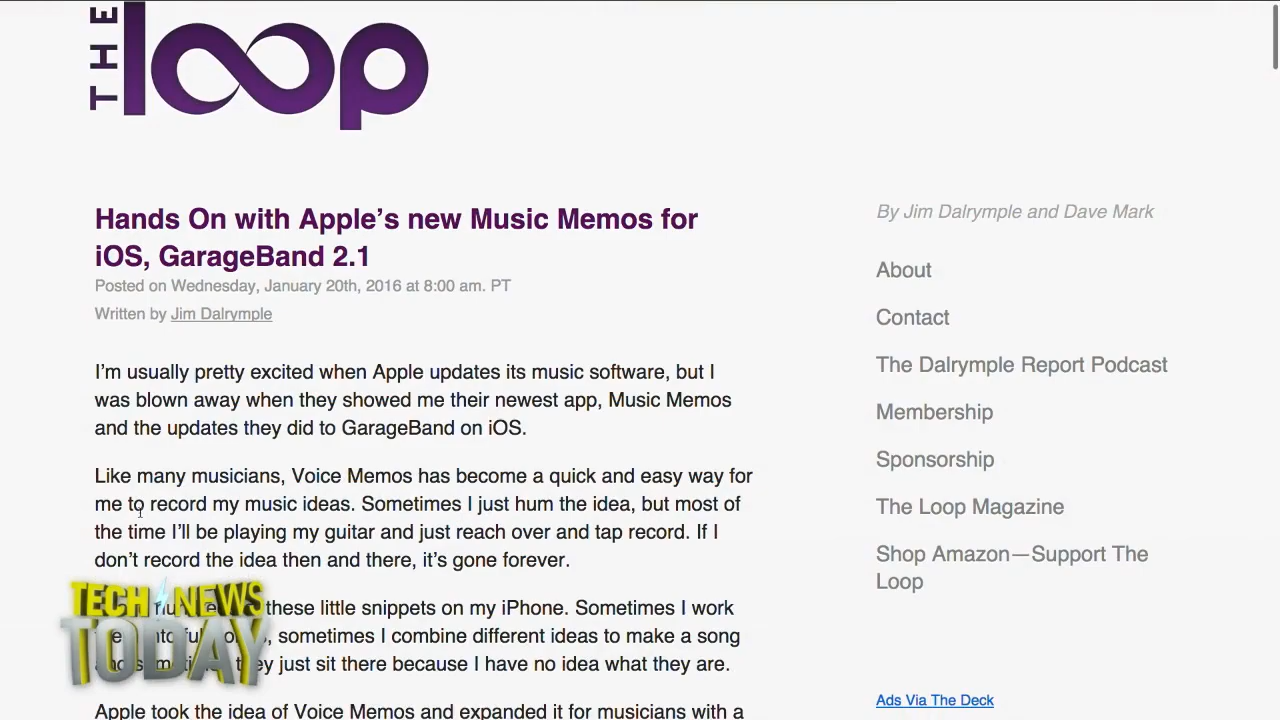 THE loop
Hands On with Apple's new Music Memos for
iOS, GarageBand 2.1
Posted on Wednesday, January 20th, 2016 at 8:00 am. PT
Written by Jim Dalrymple
I'm usually pretty excited when Apple updates its music software, but I
was blown away when they showed me their newest app, Music Memos
and the updates they did to GarageBand on iOS.
Like many musicians, Voice Memos has become a quick and easy way for
me to record my music ideas. Sometimes I just hum the idea, but most of
the time I'll be playing my guitar and just reach over and tap record. If I
don't record the idea then and there, it's gone forever.
these little snippets on my iPhone. Sometimes I work
sometimes I combine different ideas to make a song
they just sit there because I have no idea what they are.
Apple took the idea of Voice Memos and expanded it for musicians with a
By Jim Dalrymple and Dave Mark
About
Contact
The Dalrymple Report Podcast
Membership
Sponsorship
The Loop Magazine
Shop Amazon—Support The
Loop
Ads Via The Deck
TECH NEWS
TODAY